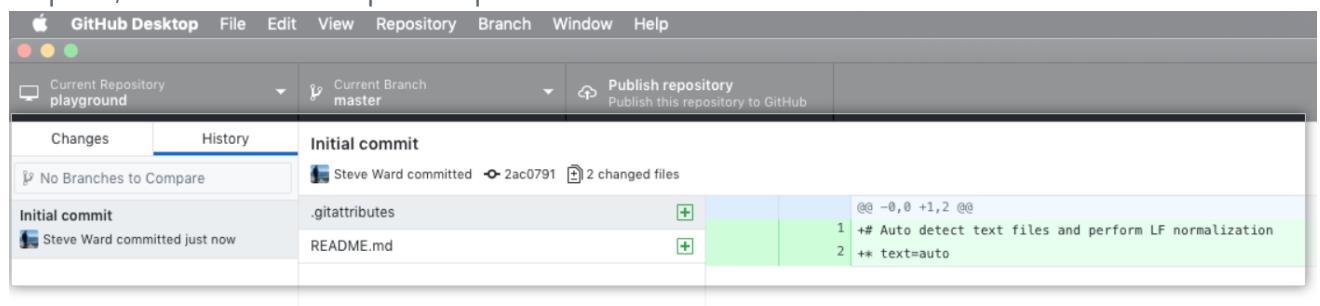 GitHub Desktop File Edit View Repository Branch Window Help
Current Repository
playground
Current Branch
master
Publish repository
Publish this repository to GitHub
Changes History
No Branches to Compare
Initial commit
Steve Ward committed just now
Initial commit
Steve Ward committed 2ac0791 2 changed files
.gitattributes
README.md
@@ -0,0 +1,2 @@
1 +# Auto detect text files and perform LF normalization
2 +* text=auto